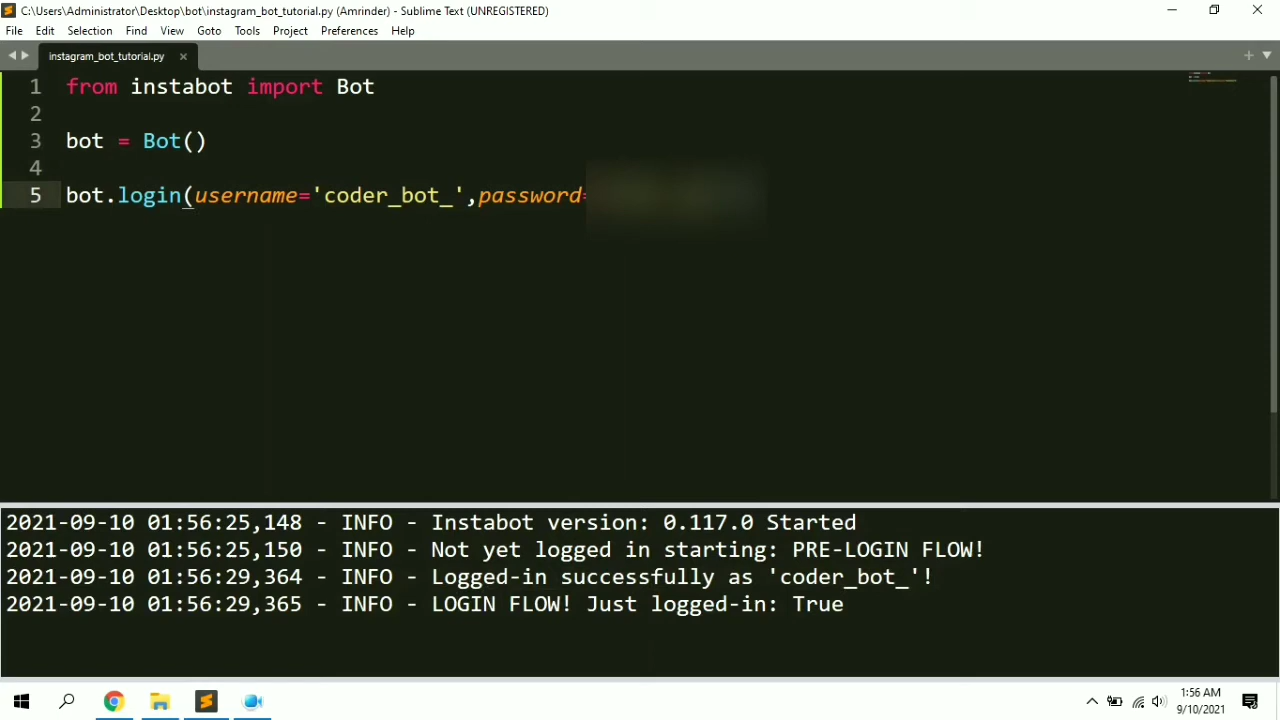 C:\Users\Administrator\Desktop\bot\instagram_bot_tutorial.py (Amrinder) - Sublime Text (UNREGISTERED)
File Edit Selection Find View Goto Tools Project Preferences Help
instagram_bot_tutorial.py
1 from instabot import Bot
2
3 bot = Bot()
4
5 bot.login(username='coder_bot_',password=
2021-09-10 01:56:25,148 - INFO - Instabot version: 0.117.0 Started
2021-09-10 01:56:25,150 - INFO - Not yet logged in starting: PRE-LOGIN FLOW!
2021-09-10 01:56:29,364 - INFO - Logged-in successfully as 'coder_bot_'!
2021-09-10 01:56:29,365 - INFO - LOGIN FLOW! Just logged-in: True
1:56 AM
9/10/2021